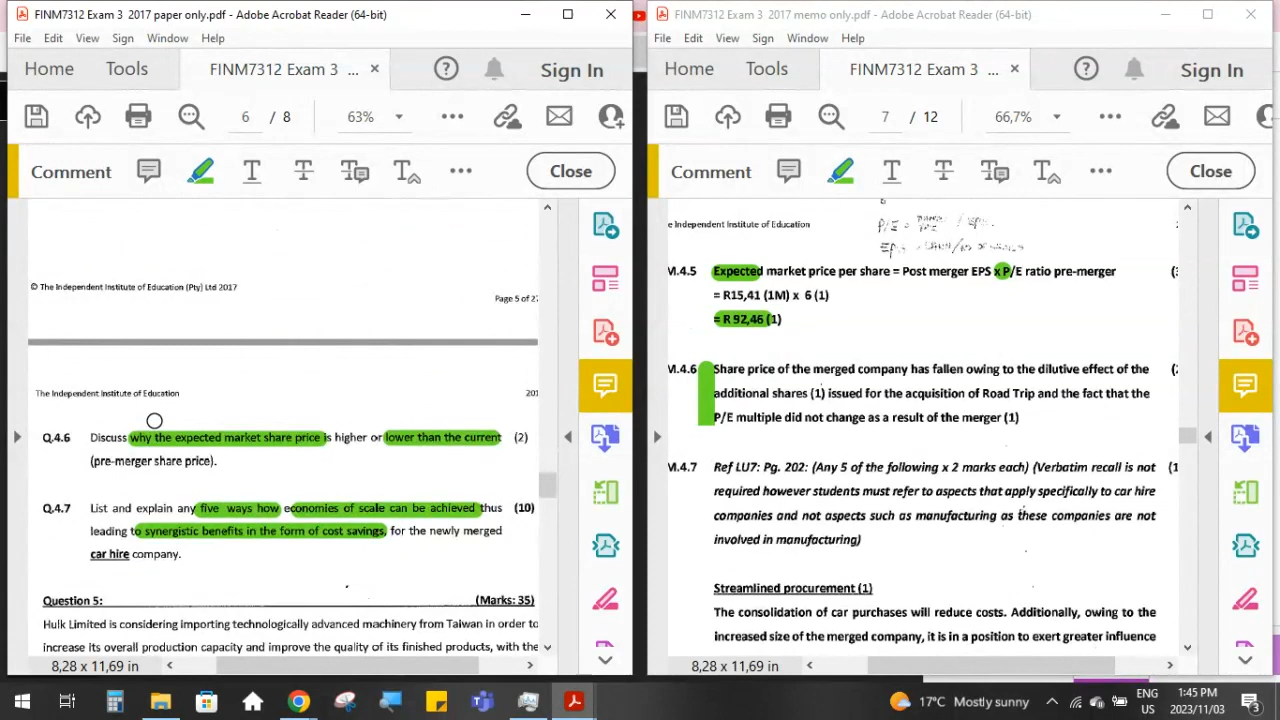 FINM7312 Exam 3  2017 paper only.pdf - Adobe Acrobat Reader (64-bit)
File Edit View Sign Window Help
Home Tools FINM7312 Exam 3 ... Sign In
6 / 8 63%
Comment Close
© The Independent Institute of Education (Pty) Ltd 2017
Page 5 of 27
The Independent Institute of Education 201
Q.4.6 Discuss why the expected market share price is higher or lower than the current (2)
(pre-merger share price).
Q.4.7 List and explain any five ways how economies of scale can be achieved thus (10)
leading to synergistic benefits in the form of cost savings, for the newly merged
car hire company.
Question 5: (Marks: 35)
Hulk Limited is considering importing technologically advanced machinery from Taiwan in order to
increase its overall production capacity and improve the quality of its finished products, with the
8,28 x 11,69 in
FINM7312 Exam 3  2017 memo only.pdf - Adobe Acrobat Reader (64-bit)
File Edit View Sign Window Help
Home Tools FINM7312 Exam 3 ... Sign In
7 / 12 66,7%
Comment Close
e Independent Institute of Education
P/E =
M.4.5 Expected market price per share = Post merger EPS x P/E ratio pre-merger (3
= R15,41 (1M) x 6 (1)
= R 92,46 (1)
M.4.6 Share price of the merged company has fallen owing to the dilutive effect of the (2
additional shares (1) issued for the acquisition of Road Trip and the fact that the
P/E multiple did not change as a result of the merger (1)
M.4.7 Ref LU7: Pg. 202: (Any 5 of the following x 2 marks each) (Verbatim recall is not (1
required however students must refer to aspects that apply specifically to car hire
companies and not aspects such as manufacturing as these companies are not
involved in manufacturing)
Streamlined procurement (1)
The consolidation of car purchases will reduce costs. Additionally, owing to the
increased size of the merged company, it is in a position to exert greater influence
8,28 x 11,69 in
17°C Mostly sunny
ENG
US
1:45 PM
2023/11/03
3